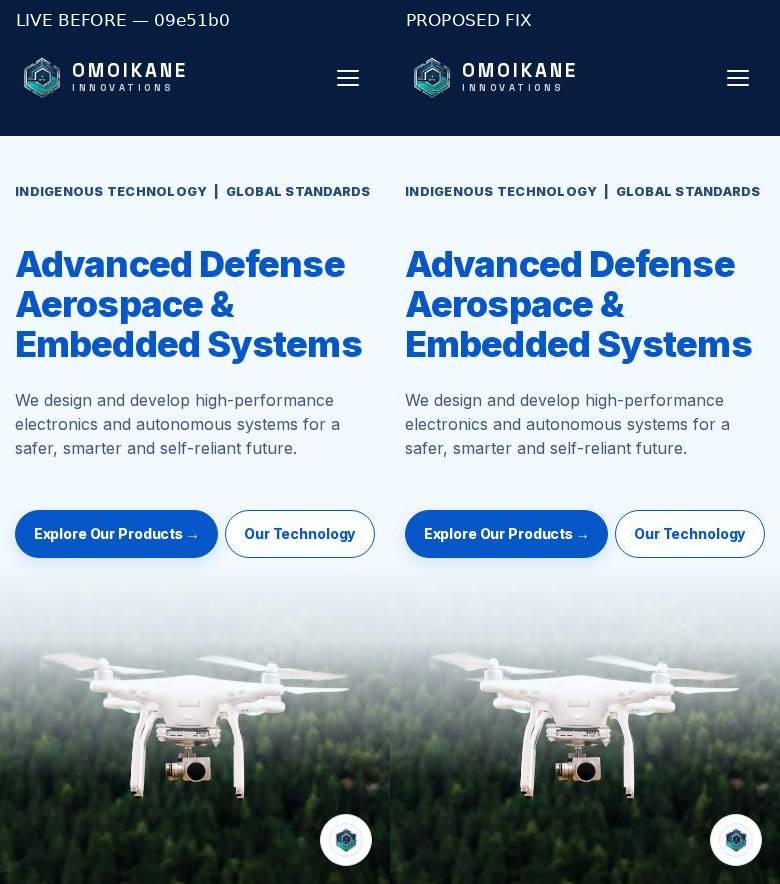 LIVE BEFORE — 09e51b0
OMOIKANE
INNOVATIONS
INDIGENOUS TECHNOLOGY | GLOBAL STANDARDS
Advanced Defense
Aerospace &
Embedded Systems
We design and develop high-performance
electronics and autonomous systems for a
safer, smarter and self-reliant future.
Explore Our Products →
Our Technology
PROPOSED FIX
OMOIKANE
INNOVATIONS
INDIGENOUS TECHNOLOGY | GLOBAL STANDARDS
Advanced Defense
Aerospace &
Embedded Systems
We design and develop high-performance
electronics and autonomous systems for a
safer, smarter and self-reliant future.
Explore Our Products →
Our Technology